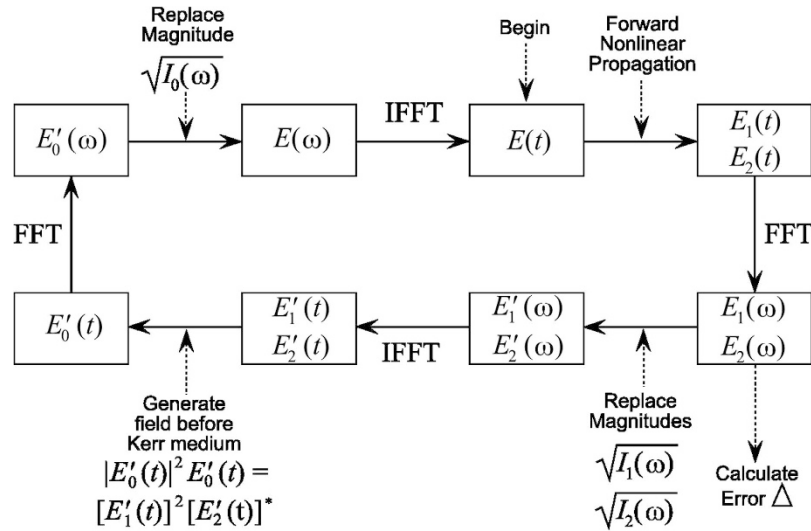 Replace
Magnitude
√I₀(ω)
Begin
Forward
Nonlinear
Propagation
E′₀(ω)
E(ω)
IFFT
E(t)
E₁(t)
E₂(t)
FFT
FFT
E′₀(t)
E′₁(t)
E′₂(t)
IFFT
E′₁(ω)
E′₂(ω)
E₁(ω)
E₂(ω)
Generate
field before
Kerr medium
|E′₀(t)|² E′₀(t) =
[E′₁(t)]² [E′₂(t)]*
Replace
Magnitudes
√I₁(ω)
√I₂(ω)
Calculate
Error Δ